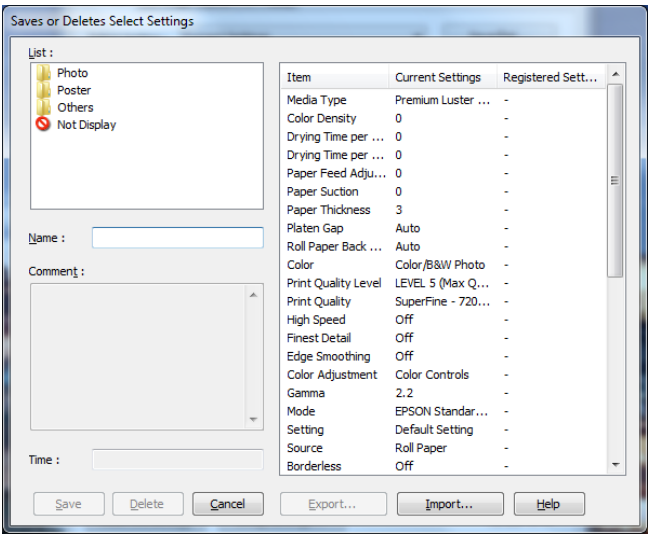 Saves or Deletes Select Settings
List :
Photo
Poster
Others
Not Display
Name :
Comment :
Time :
Item Current Settings Registered Sett...
Media Type Premium Luster ... -
Color Density 0 -
Drying Time per ... 0 -
Drying Time per ... 0 -
Paper Feed Adju... 0 -
Paper Suction 0 -
Paper Thickness 3 -
Platen Gap Auto -
Roll Paper Back ... Auto -
Color Color/B&W Photo -
Print Quality Level LEVEL 5 (Max Q... -
Print Quality SuperFine - 720... -
High Speed Off -
Finest Detail Off -
Edge Smoothing Off -
Color Adjustment Color Controls -
Gamma 2.2 -
Mode EPSON Standar... -
Setting Default Setting -
Source Roll Paper -
Borderless Off -
Save Delete Cancel Export... Import... Help